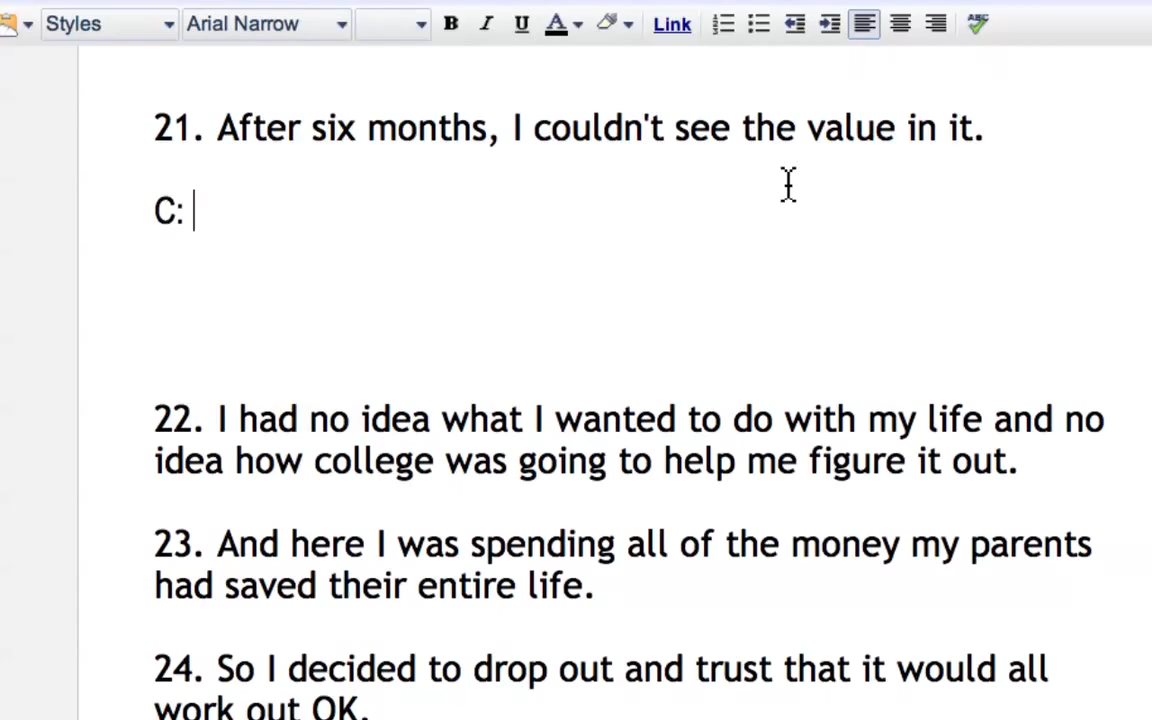 Styles Arial Narrow B I U A Link ABC
21. After six months, I couldn't see the value in it.
C:
22. I had no idea what I wanted to do with my life and no
idea how college was going to help me figure it out.
23. And here I was spending all of the money my parents
had saved their entire life.
24. So I decided to drop out and trust that it would all
work out OK.